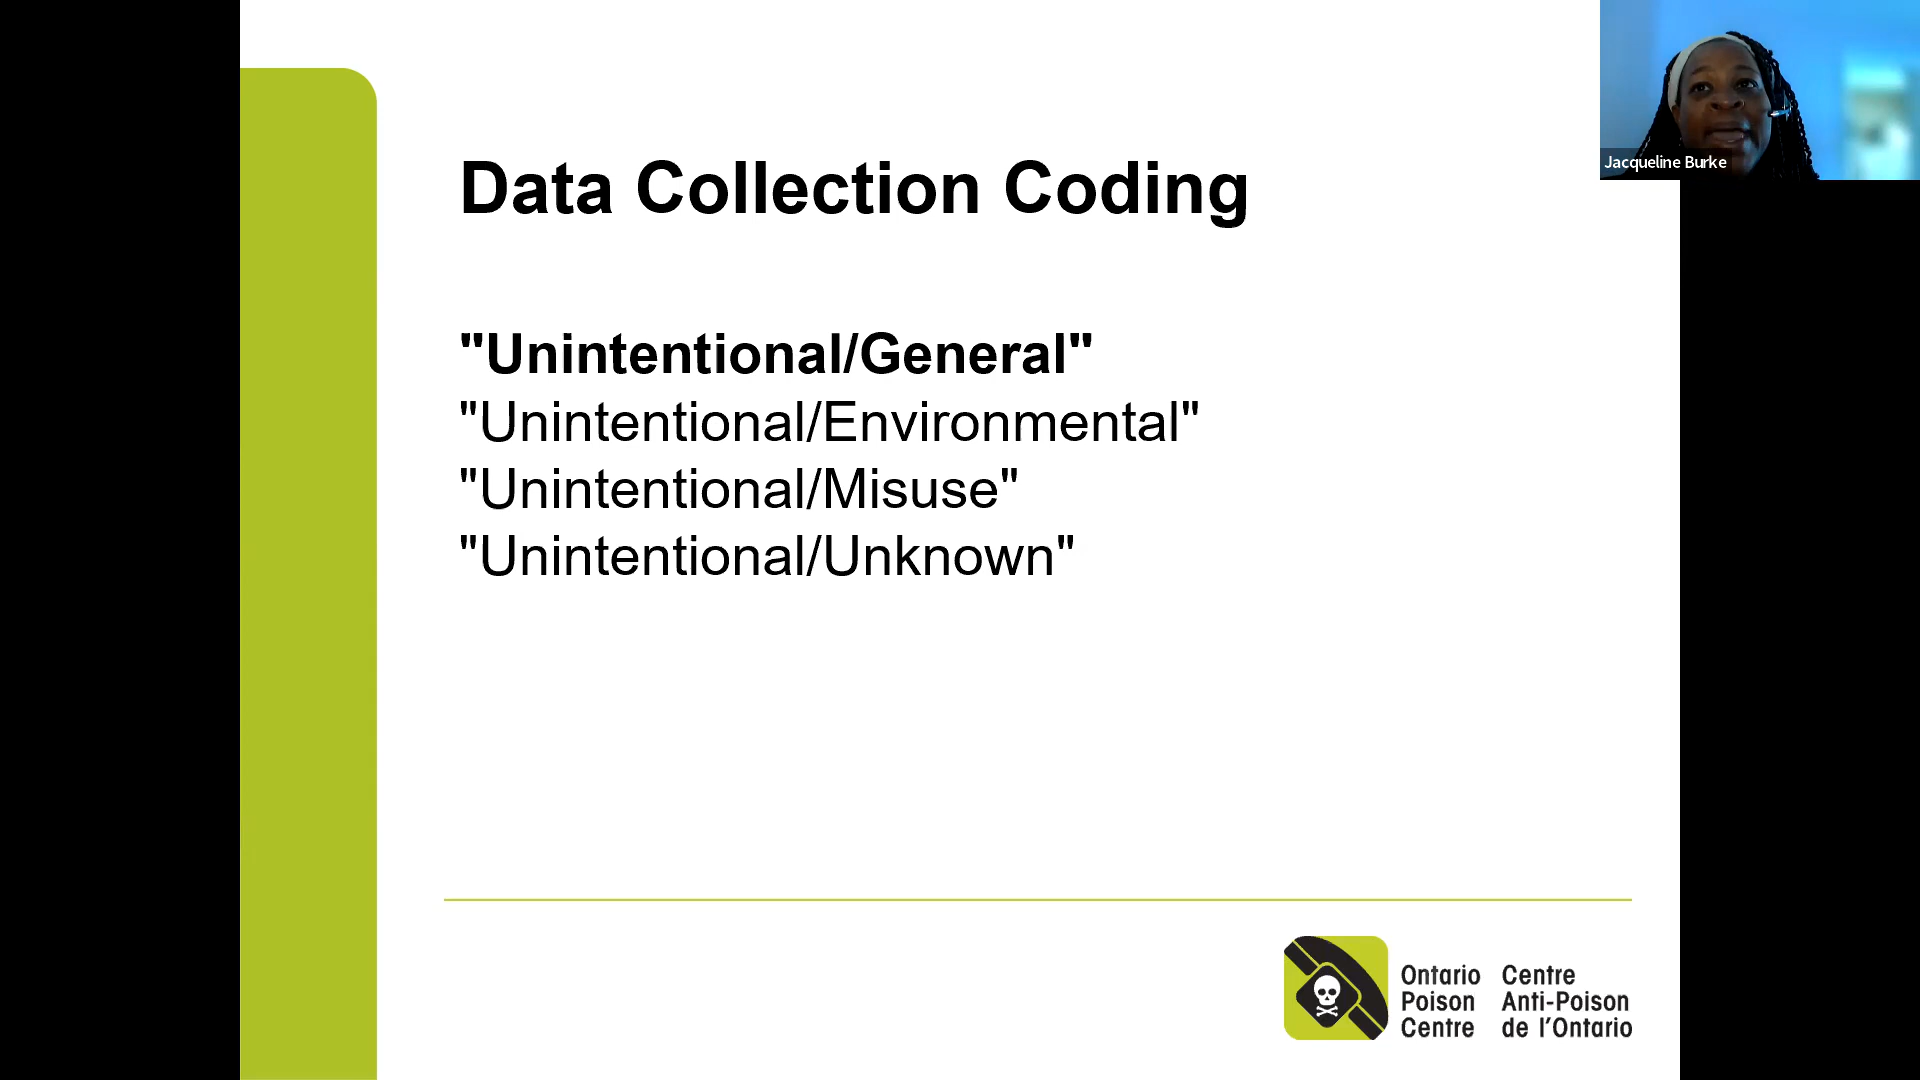 Data Collection Coding
"Unintentional/General"
"Unintentional/Environmental"
"Unintentional/Misuse"
"Unintentional/Unknown"
Jacqueline Burke
Ontario
Poison
Centre
Centre
Anti-Poison
de l'Ontario